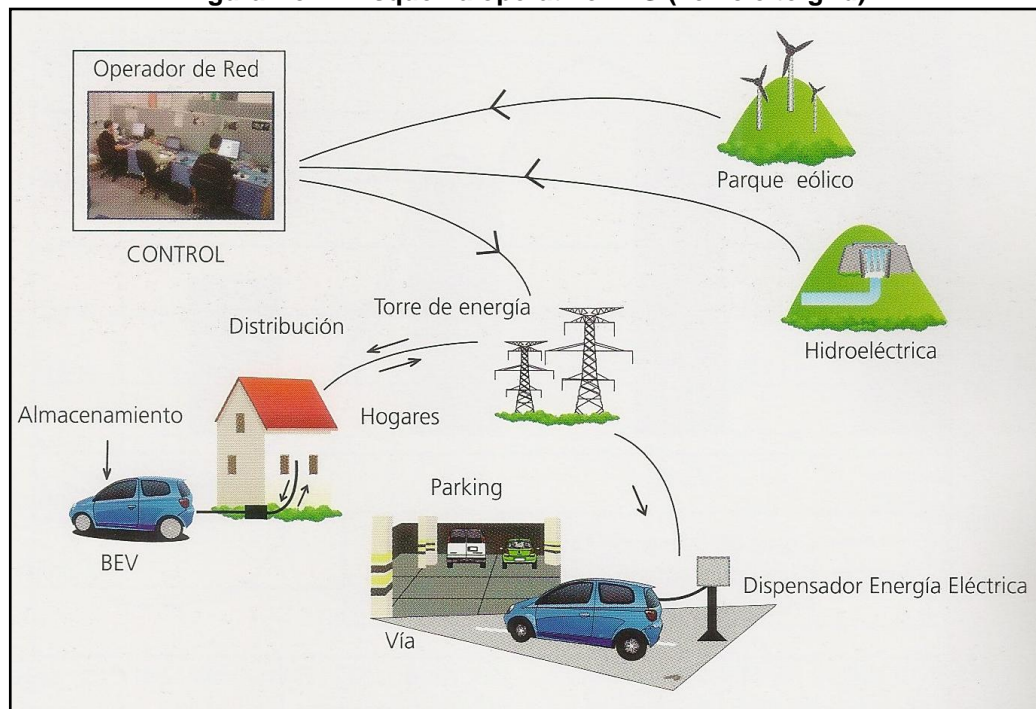 Operador de Red
CONTROL
Parque eólico
Hidroeléctrica
Torre de energía
Distribución
Hogares
Almacenamiento
BEV
Parking
Vía
Dispensador Energía Eléctrica